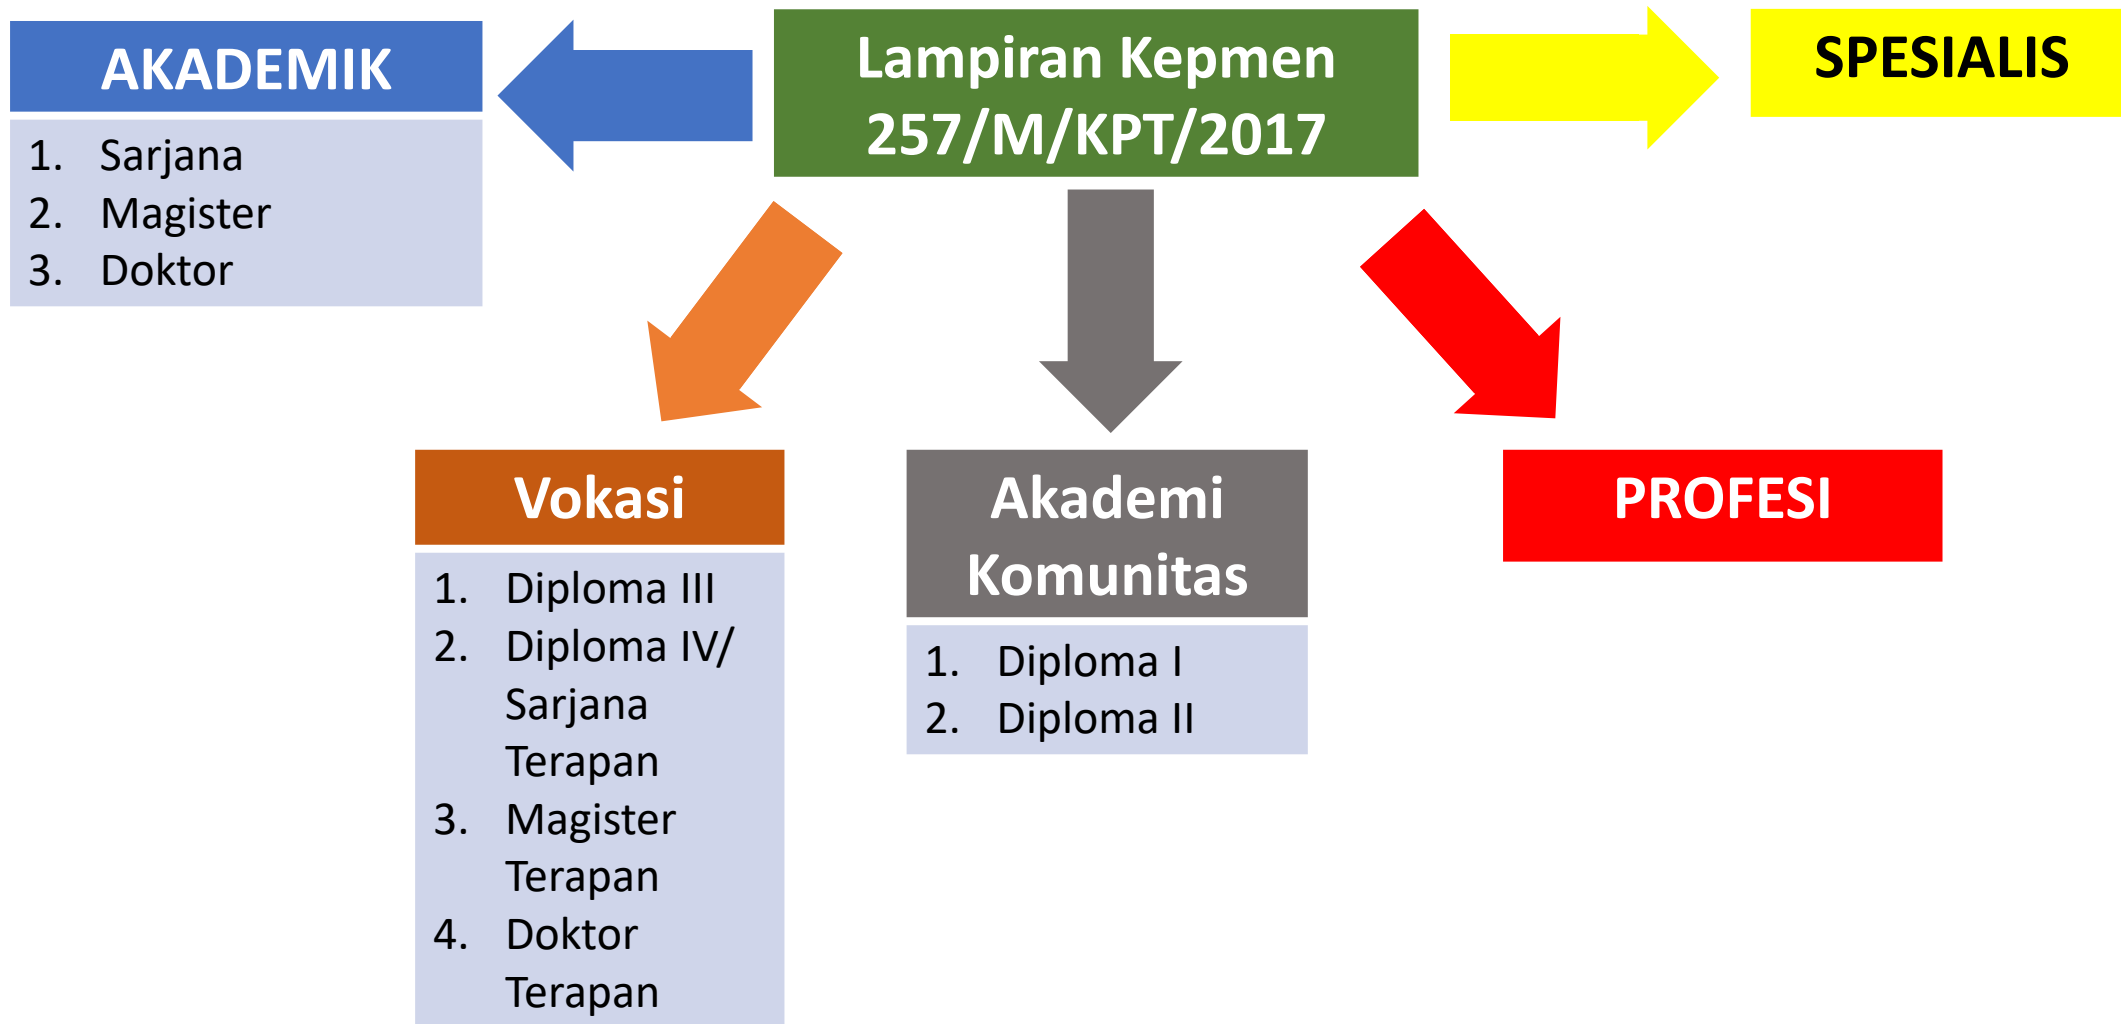 AKADEMIK
1. Sarjana
2. Magister
3. Doktor
Lampiran Kepmen
257/M/KPT/2017
SPESIALIS
Vokasi
1. Diploma III
2. Diploma IV/
Sarjana
Terapan
3. Magister
Terapan
4. Doktor
Terapan
Akademi
Komunitas
1. Diploma I
2. Diploma II
PROFESI